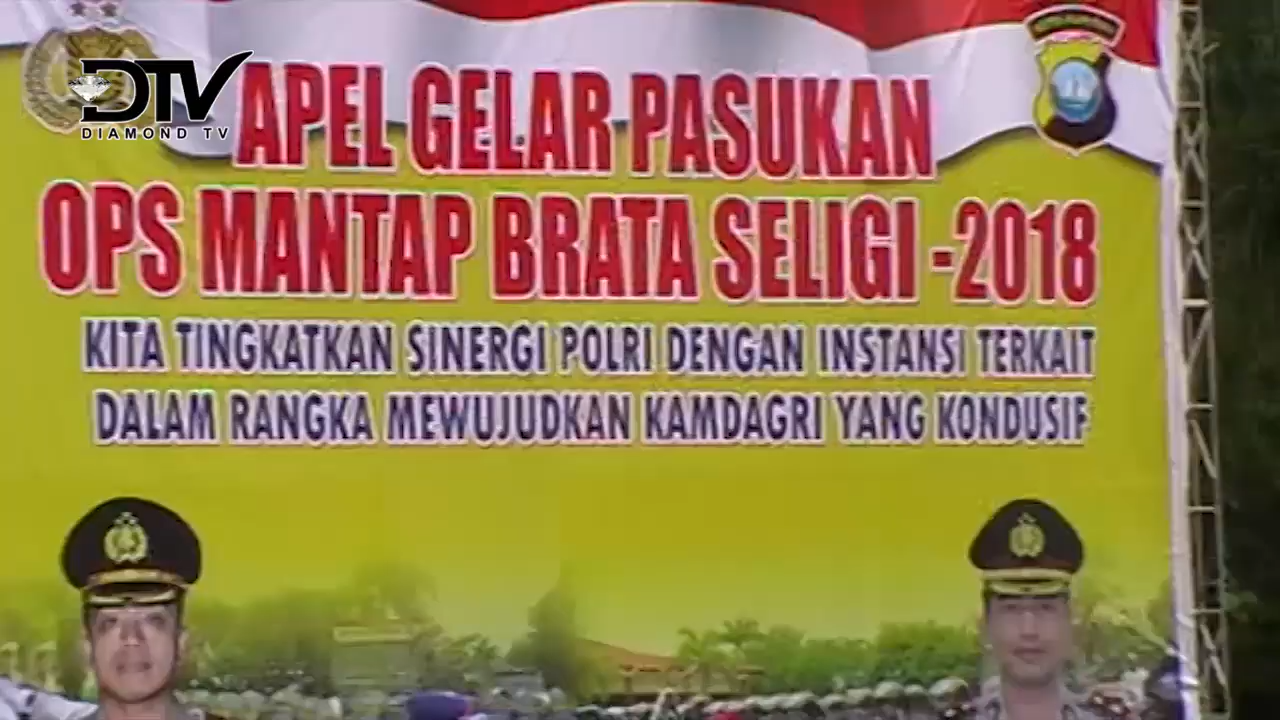 DTV
DIAMOND TV
APEL GELAR PASUKAN
OPS MANTAP BRATA SELIGI -2018
KITA TINGKATKAN SINERGI POLRI DENGAN INSTANSI TERKAIT
DALAM RANGKA MEWUJUDKAN KAMDAGRI YANG KONDUSIF